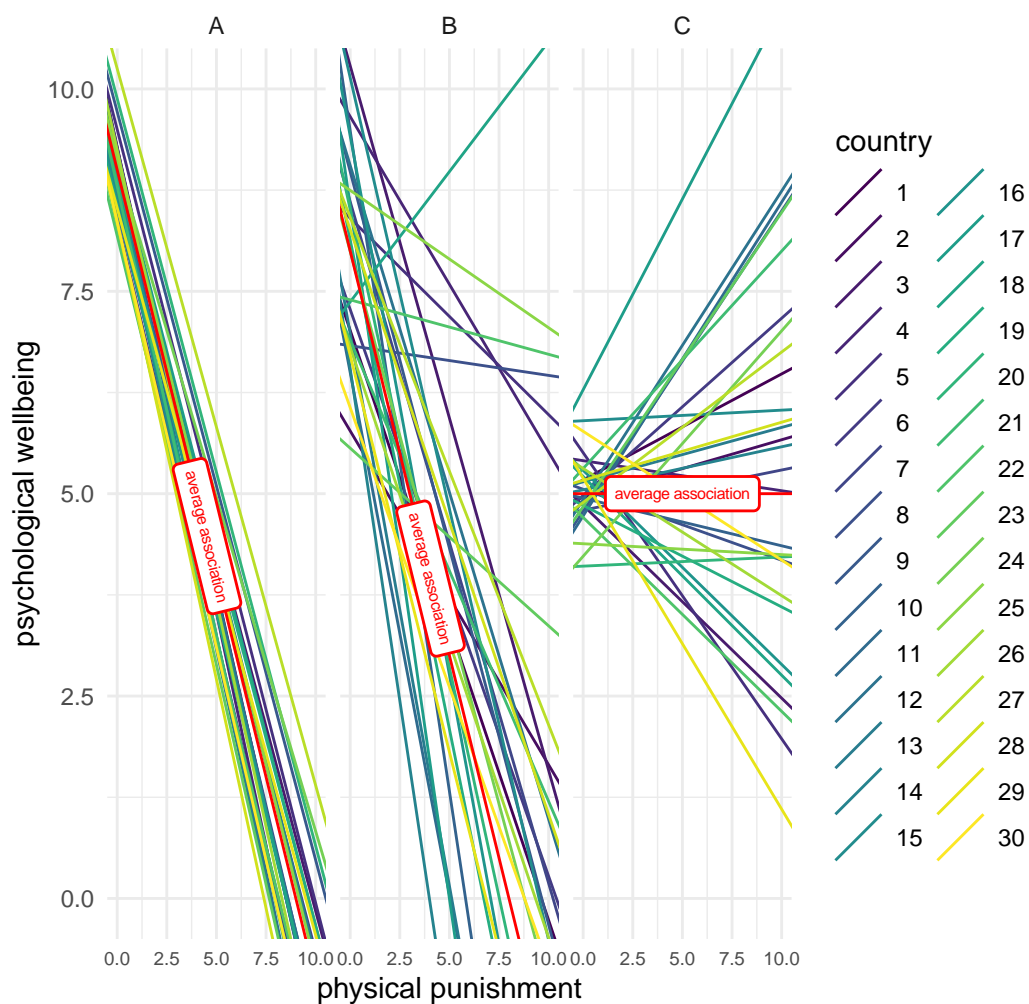 A B C
psychological wellbeing
10.0
7.5
5.0
2.5
0.0
average association
average association
average association
0.0 2.5 5.0 7.5 10.0 0.0 2.5 5.0 7.5 10.0 0.0 2.5 5.0 7.5 10.0
physical punishment
country
1 16
2 17
3 18
4 19
5 20
6 21
7 22
8 23
9 24
10 25
11 26
12 27
13 28
14 29
15 30